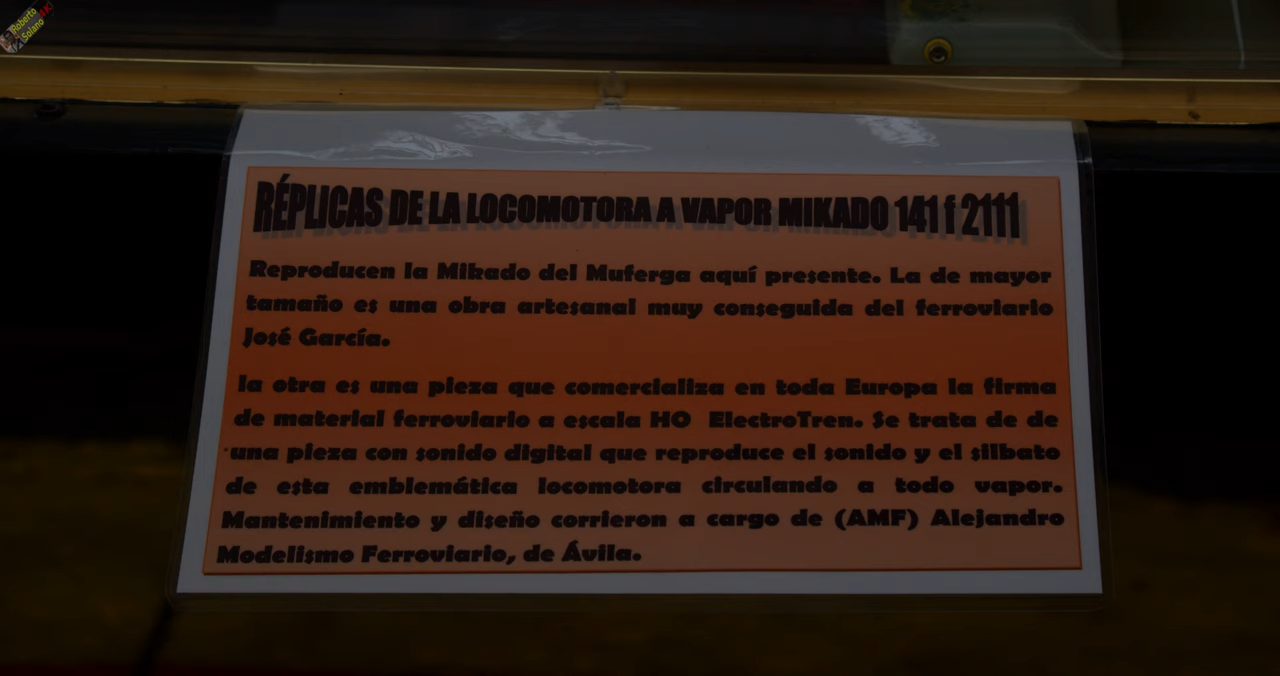 Roberto
Solano
RÉPLICAS DE LA LOCOMOTORA A VAPOR MIKADO 141 f 2111
Reproducen la Mikado del Muferga aquí presente. La de mayor
tamaño es una obra artesanal muy conseguida del ferroviario
José García.
la otra es una pieza que comercializa en toda Europa la firma
de material ferroviario a escala HO ElectroTren. Se trata de de
una pieza con sonido digital que reproduce el sonido y el silbato
de esta emblemática locomotora circulando a todo vapor.
Mantenimiento y diseño corrieron a cargo de (AMF) Alejandro
Modelismo Ferroviario, de Ávila.